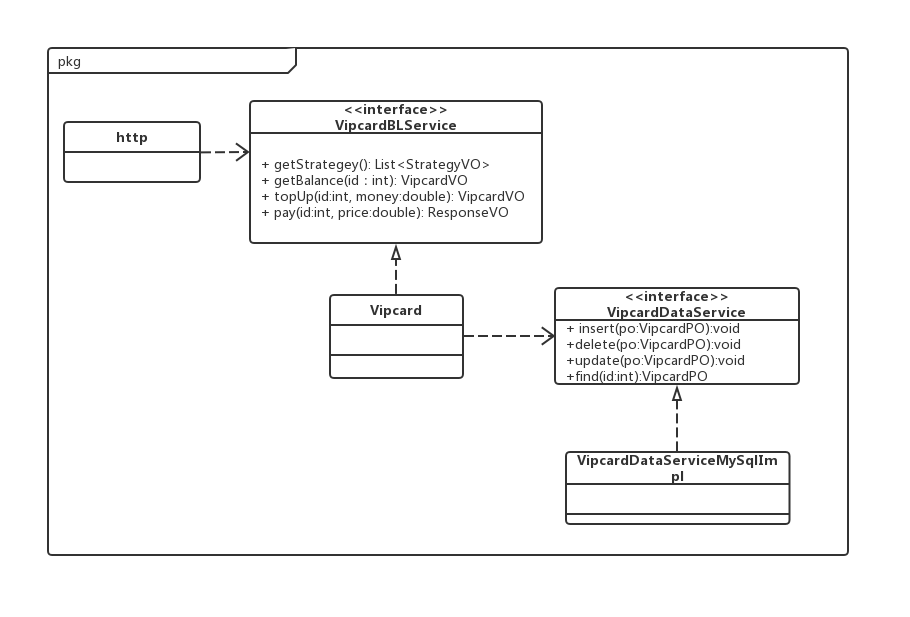 pkg
http
<<interface>>
VipcardBLService
+ getStrategey(): List<StrategyVO>
+ getBalance(id : int): VipcardVO
+ topUp(id:int, money:double): VipcardVO
+ pay(id:int, price:double): ResponseVO
Vipcard
<<interface>>
VipcardDataService
+ insert(po:VipcardPO):void
+delete(po:VipcardPO):void
+update(po:VipcardPO):void
+find(id:int):VipcardPO
VipcardDataServiceMySqlIm
pl